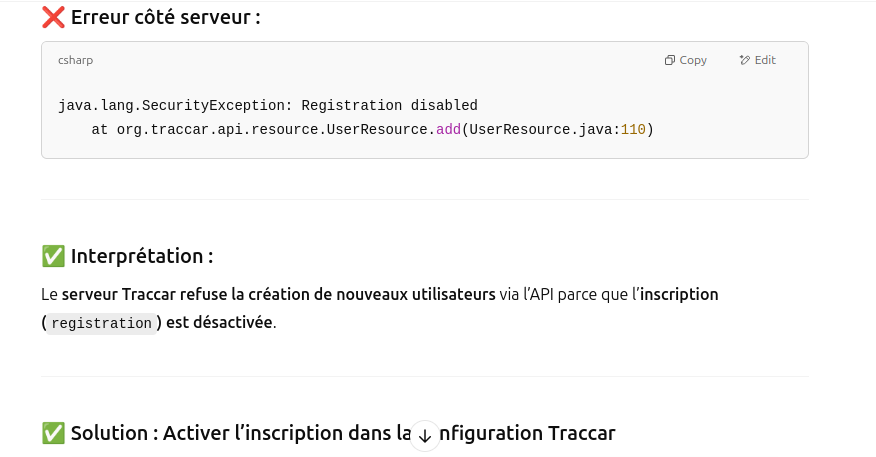 ❌ Erreur côté serveur :
csharp Copy Edit
java.lang.SecurityException: Registration disabled
at org.traccar.api.resource.UserResource.add(UserResource.java:110)
✅ Interprétation :
Le serveur Traccar refuse la création de nouveaux utilisateurs via l’API parce que l’inscription
(registration) est désactivée.
✅ Solution : Activer l’inscription dans la nfiguration Traccar